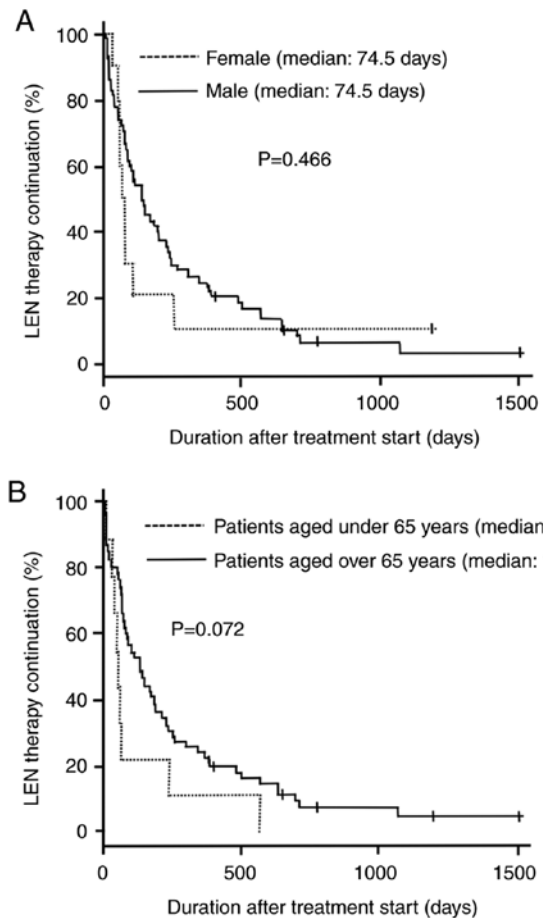 A
100
80
60
40
20
0
LEN therapy continuation (%)
Female (median: 74.5 days)
Male (median: 74.5 days)
P=0.466
0 500 1000 1500
Duration after treatment start (days)
B
100
80
60
40
20
0
LEN therapy continuation (%)
Patients aged under 65 years (median
Patients aged over 65 years (median:
P=0.072
0 500 1000 1500
Duration after treatment start (days)